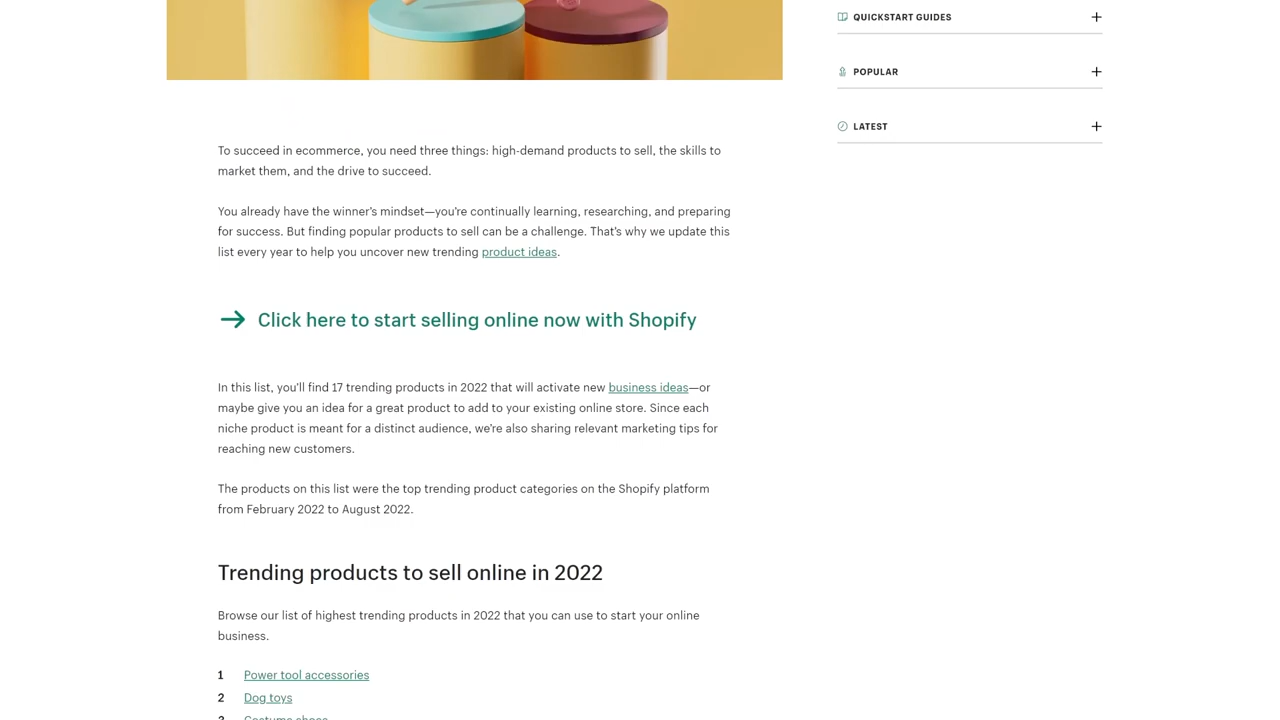 To succeed in ecommerce, you need three things: high-demand products to sell, the skills to
market them, and the drive to succeed.
You already have the winner's mindset—you're continually learning, researching, and preparing
for success. But finding popular products to sell can be a challenge. That's why we update this
list every year to help you uncover new trending product ideas.
Click here to start selling online now with Shopify
In this list, you'll find 17 trending products in 2022 that will activate new business ideas—or
maybe give you an idea for a great product to add to your existing online store. Since each
niche product is meant for a distinct audience, we're also sharing relevant marketing tips for
reaching new customers.
The products on this list were the top trending product categories on the Shopify platform
from February 2022 to August 2022.
Trending products to sell online in 2022
Browse our list of highest trending products in 2022 that you can use to start your online
business.
1 Power tool accessories
2 Dog toys
3 Costume shoes
QUICKSTART GUIDES
POPULAR
LATEST